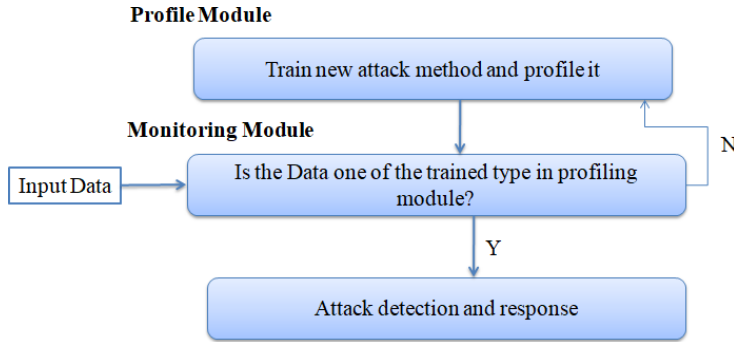 Profile Module
Train new attack method and profile it
Monitoring Module
N
Is the Data one of the trained type in profiling
module?
Input Data
Y
Attack detection and response